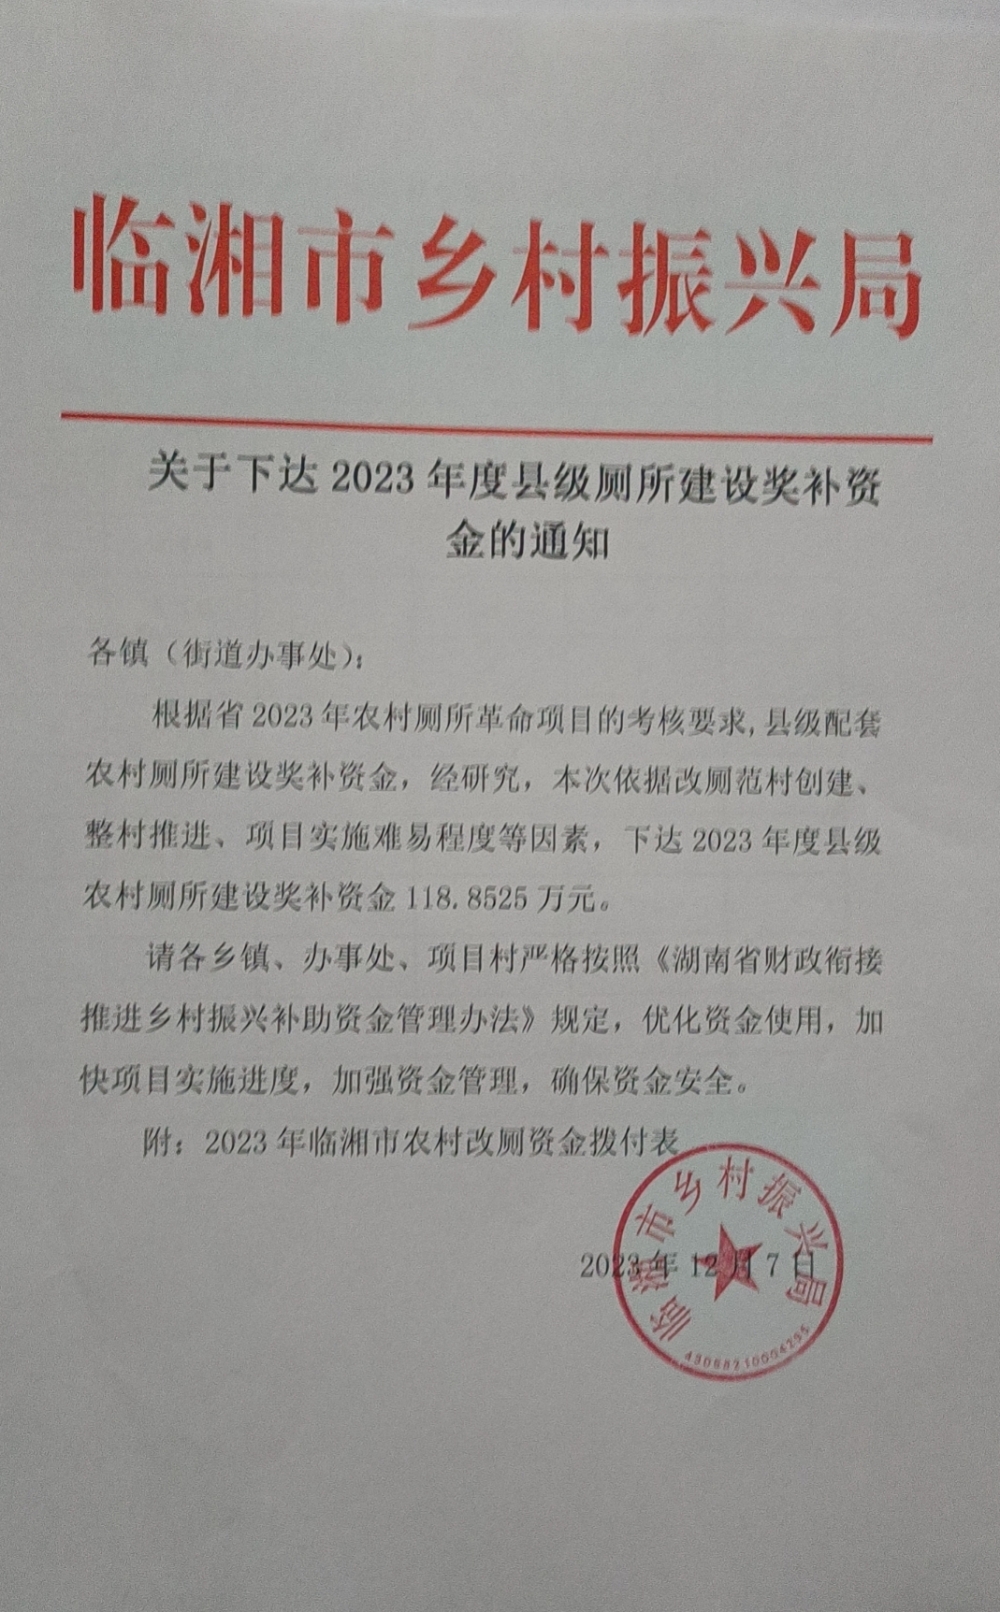 临湘市乡村振兴局
关于下达2023年度县级厕所建设奖补资
金的通知
各镇（街道办事处）：
根据省2023年农村厕所革命项目的考核要求,县级配套
农村厕所建设奖补资金，经研究，本次依据改厕范村创建、
整村推进、项目实施难易程度等因素，下达2023年度县级
农村厕所建设奖补资金118.8525万元。
请各乡镇、办事处、项目村严格按照《湖南省财政衔接
推进乡村振兴补助资金管理办法》规定，优化资金使用，加
快项目实施进度，加强资金管理，确保资金安全。
附：2023年临湘市农村改厕资金拨付表
2023年12月7日
临湘市乡村振兴局